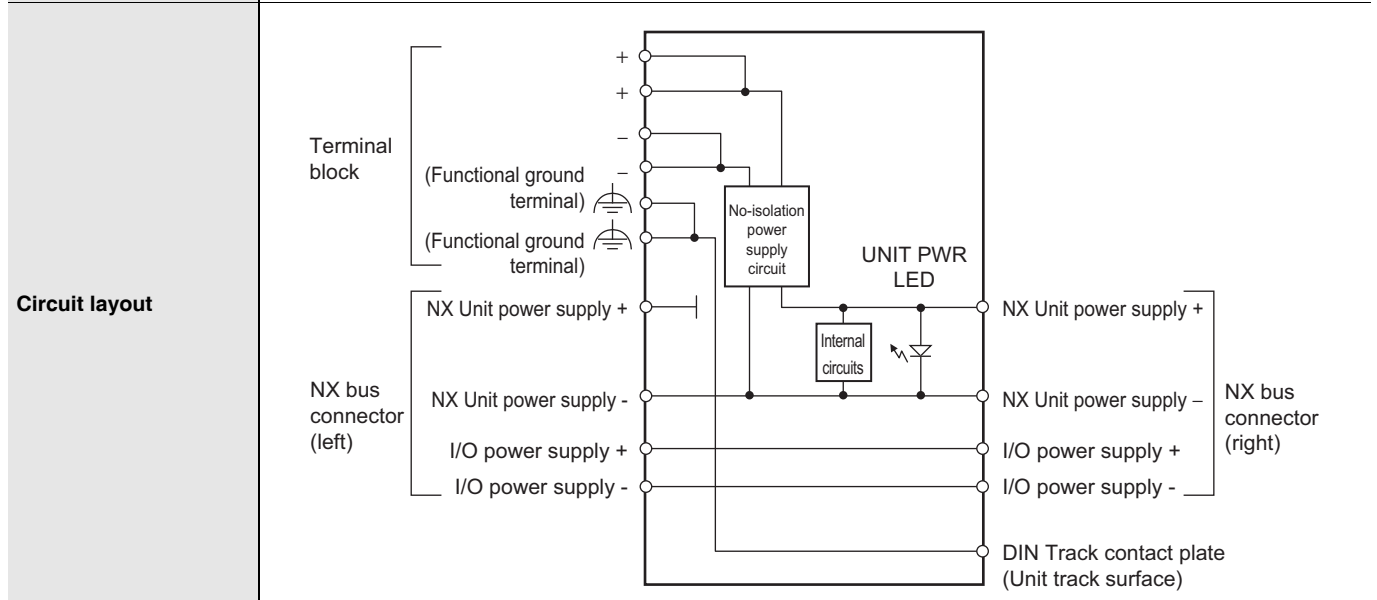 Circuit layout
Terminal
block
+
+
–
–
(Functional ground
terminal)
(Functional ground
terminal)
No-isolation
power
supply
circuit
UNIT PWR
LED
Internal
circuits
NX bus
connector
(left)
NX Unit power supply +
NX Unit power supply -
I/O power supply +
I/O power supply -
NX Unit power supply +
NX Unit power supply –
I/O power supply +
I/O power supply -
NX bus
connector
(right)
DIN Track contact plate
(Unit track surface)